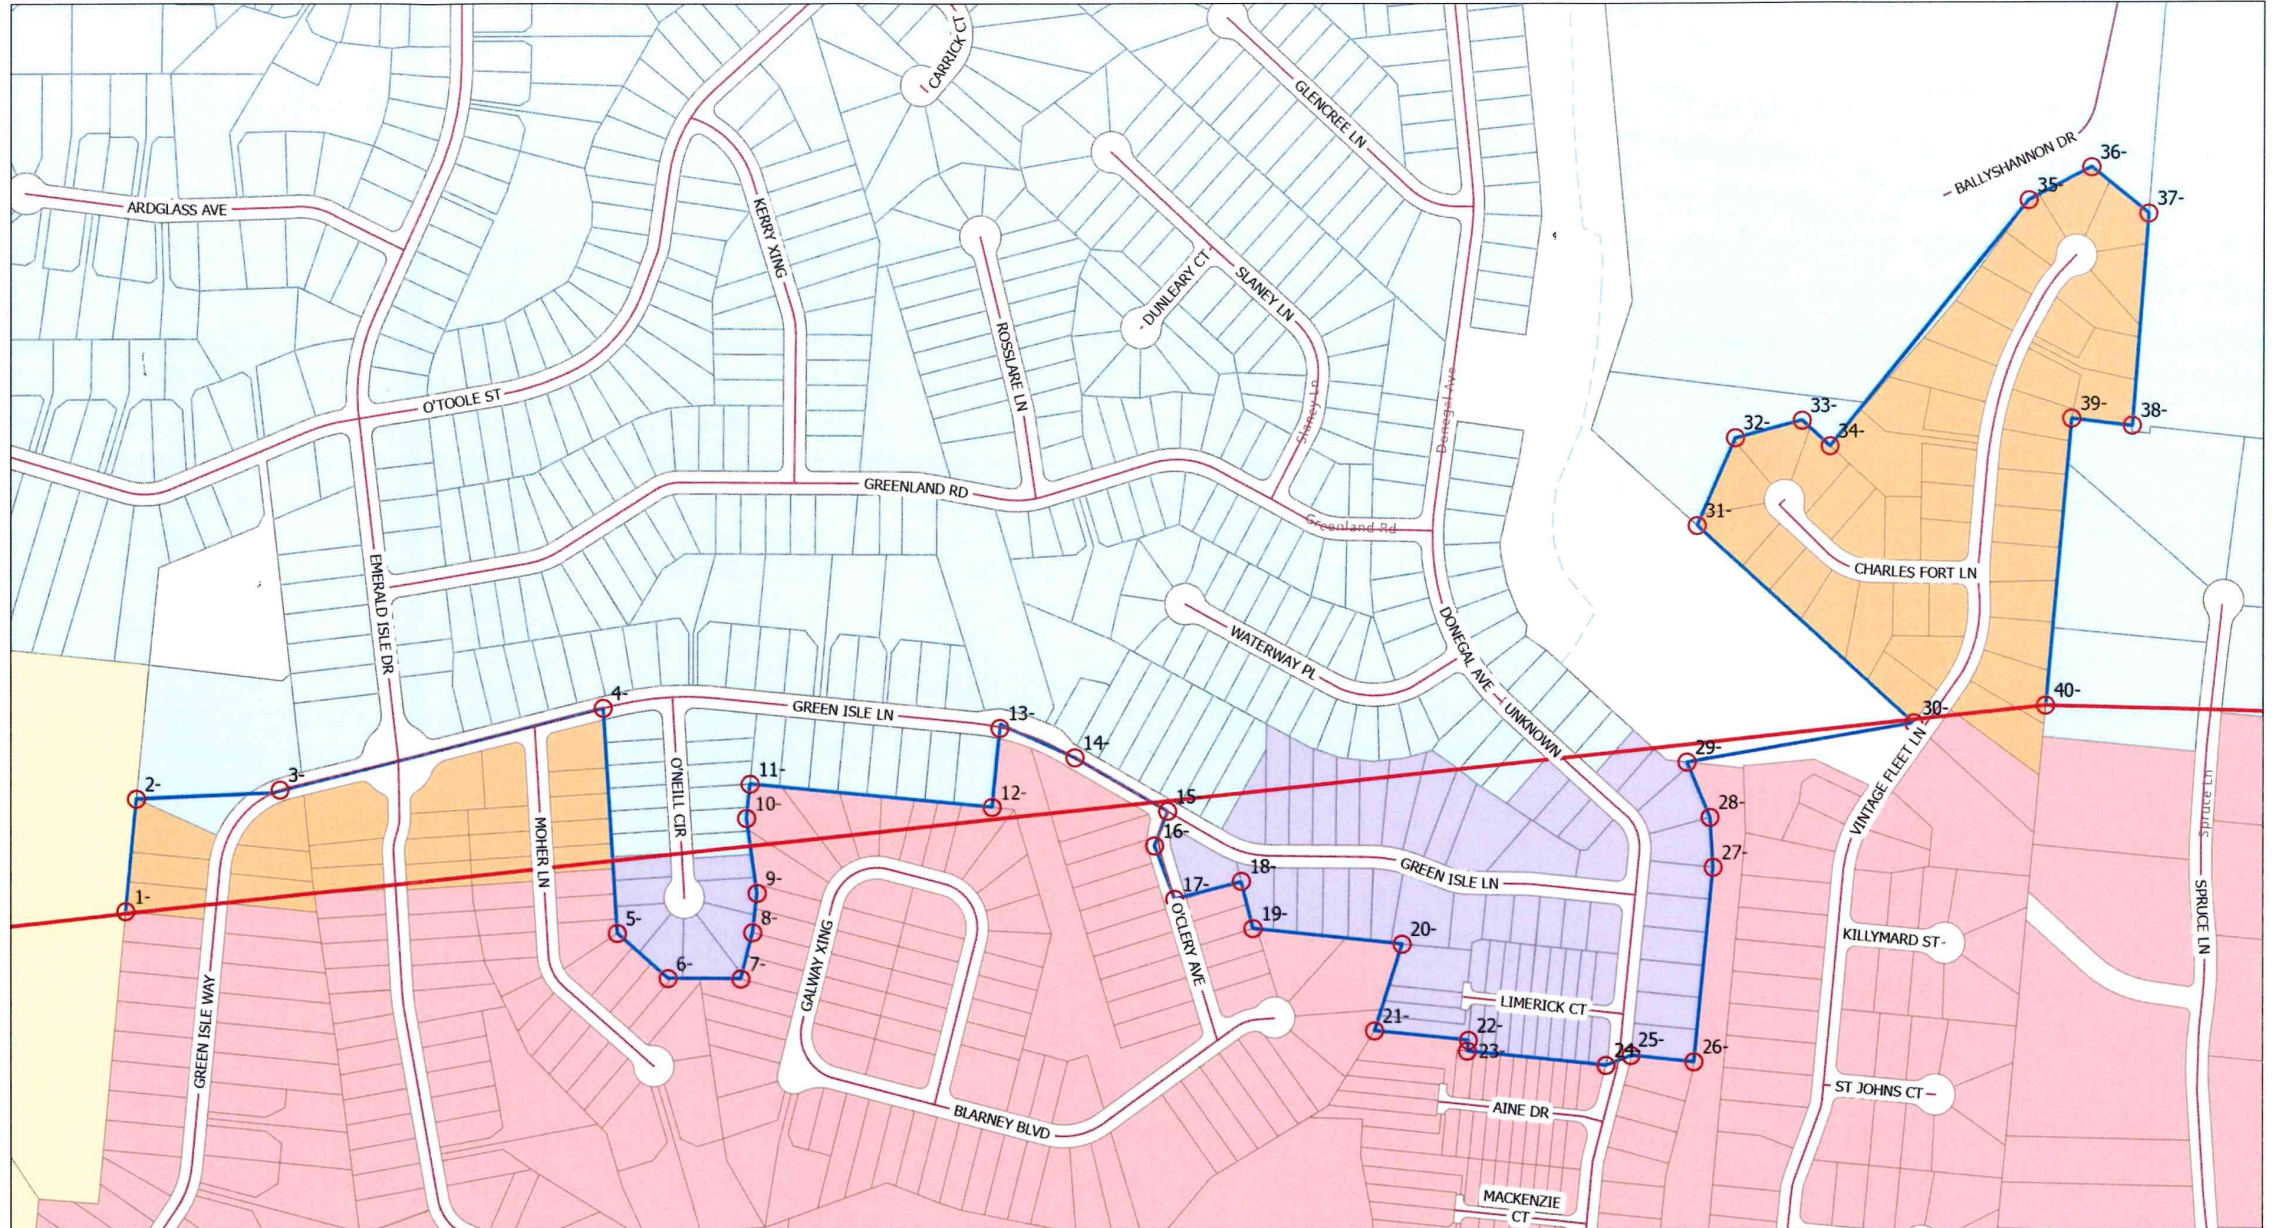 CARRICK CT
GLENCREE LN
BALLYSHANNON DR
36-
35-
37-
ARDGLASS AVE
KERRY XING
DUNLEARY CT
SLANEY LN
ROSSLARE LN
O'TOOLE ST
Slaney Ln
Donegal Ave
33-
32-
34-
39-
38-
GREENLAND RD
Greenland Rd
31-
CHARLES FORT LN
EMERALD ISLE DR
WATERWAY PL
DONEGAL AVE
UNKNOWN
4-
GREEN ISLE LN
13-
14-
30-
40-
2-
3-
11-
10-
12-
15-
16-
O'NEILL CIR
MOHER LN
29-
28-
27-
VINTAGE FLEET LN
Spruce Ln
1-
9-
8-
5-
6-
7-
17-
18-
19-
20-
GREEN ISLE LN
GALWAY XING
O'CLERY AVE
KILLYMARD ST
SPRUCE LN
LIMERICK CT
21-
22-
23-
24-
25-
26-
GREEN ISLE WAY
BLARNEY BLVD
AINE DR
ST JOHNS CT
MACKENZIE
CT